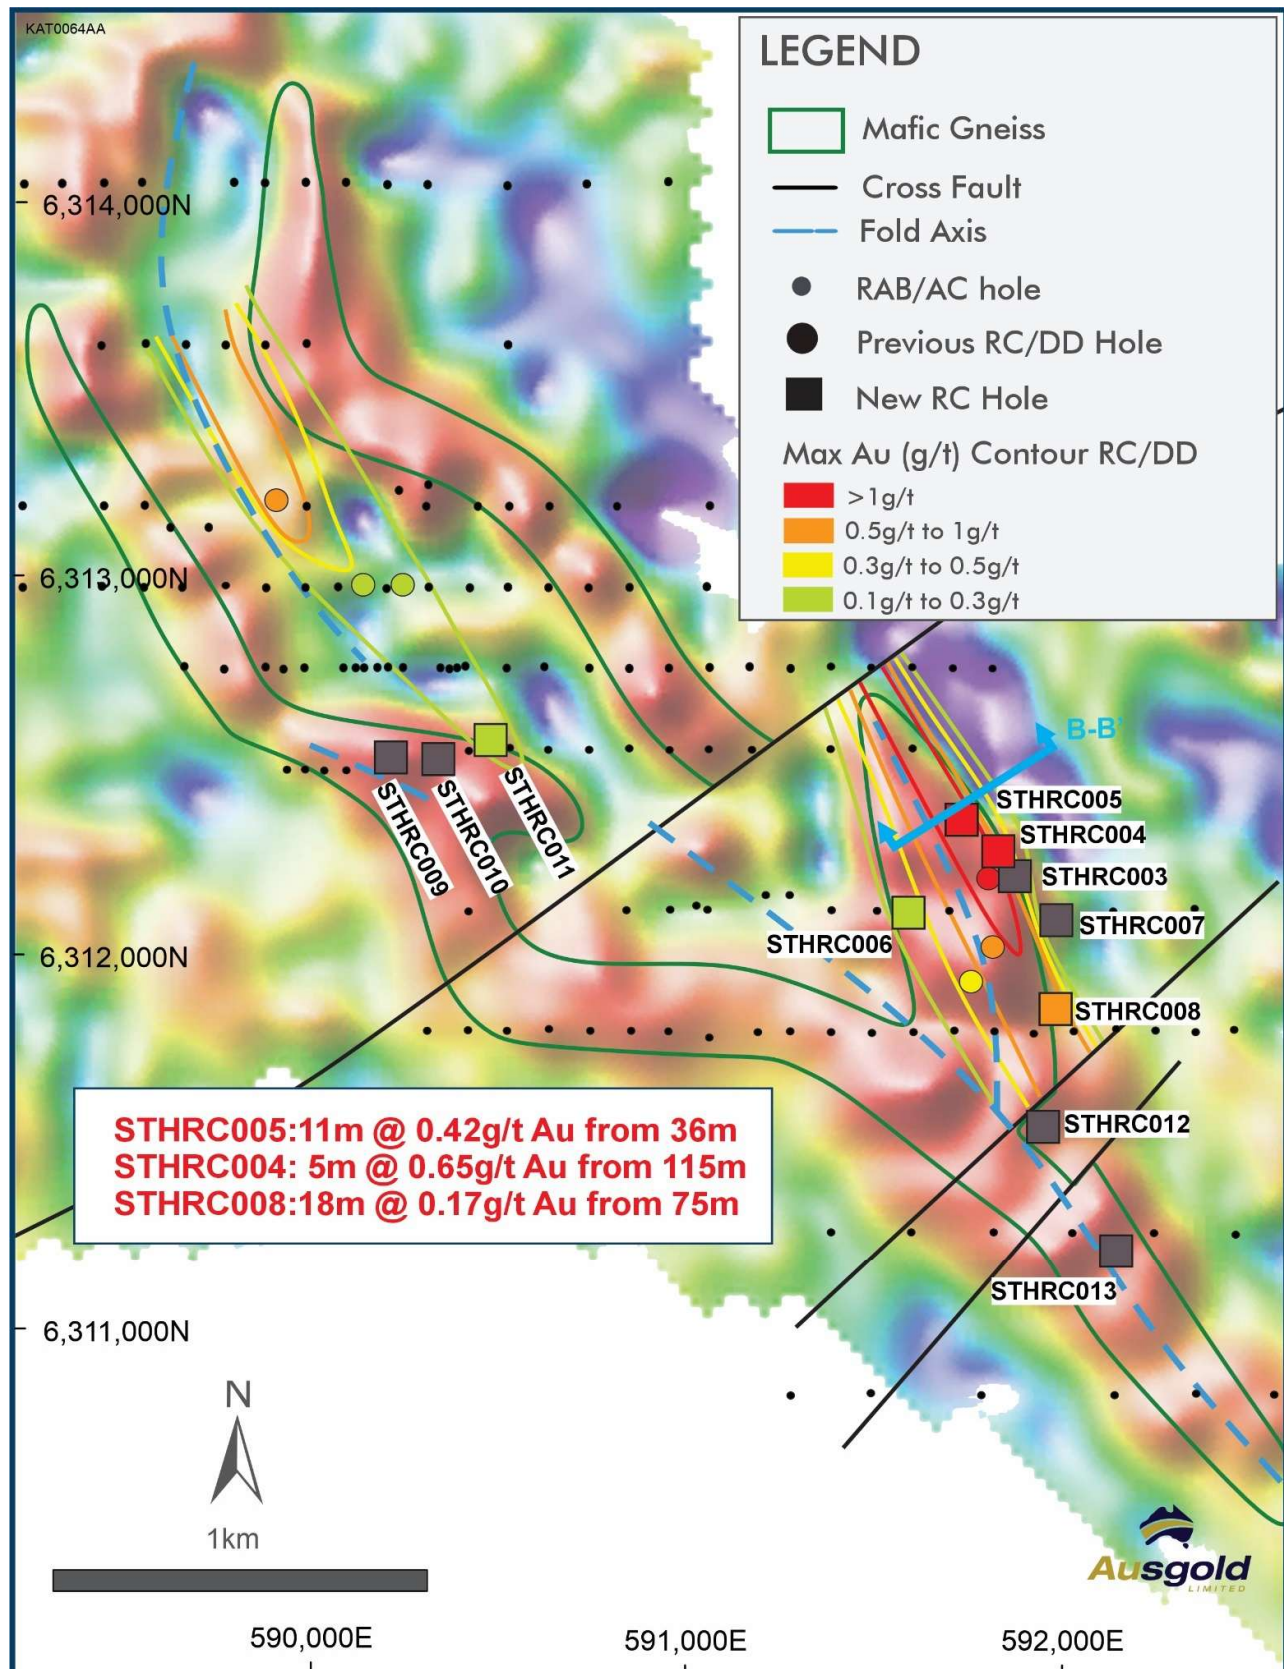 KAT0064AA
LEGEND
Mafic Gneiss
Cross Fault
Fold Axis
RAB/AC hole
Previous RC/DD Hole
New RC Hole
Max Au (g/t) Contour RC/DD
>1g/t
0.5g/t to 1g/t
0.3g/t to 0.5g/t
0.1g/t to 0.3g/t
6,314,000N
6,313,000N
B-B'
STHRC005
STHRC004
STHRC003
STHRC007
STHRC006
STHRC008
STHRC009
STHRC010
STHRC011
6,312,000N
STHRC012
STHRC013
STHRC005:11m @ 0.42g/t Au from 36m
STHRC004: 5m @ 0.65g/t Au from 115m
STHRC008:18m @ 0.17g/t Au from 75m
6,311,000N
N
1km
Ausgold
LIMITED
590,000E
591,000E
592,000E